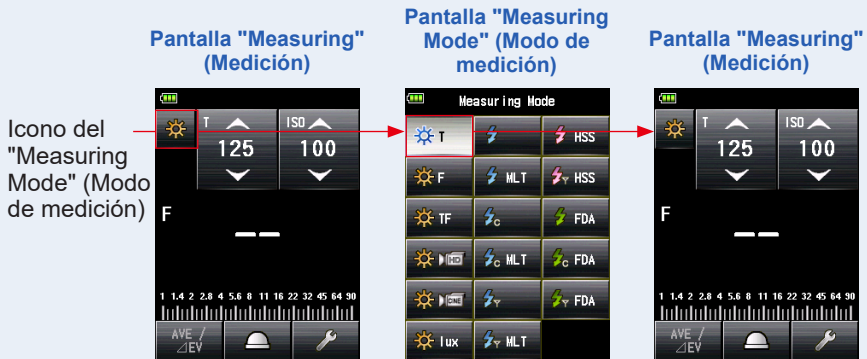 Pantalla "Measuring"
(Medición)
Pantalla "Measuring
Mode" (Modo de
medición)
Pantalla "Measuring"
(Medición)
Icono del
"Measuring
Mode" (Modo
de medición)
T
ISO
125
100
F
1 1.4 2 2.8 4 5.6 8 11 16 22 32 45 64 90
AVE /
⊿EV
Measuring Mode
T
HSS
F
MLT
HSS
TF
C
FDA
HD
C MLT
C FDA
CINE
FDA
lux
MLT
T
ISO
125
100
F
1 1.4 2 2.8 4 5.6 8 11 16 22 32 45 64 90
AVE /
⊿EV